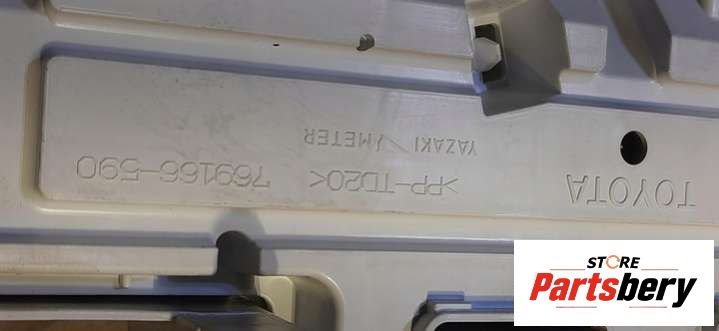 TOYOTA
>PP-TD20< 769166-590
YAZAKI METER
STORE
Partsbery